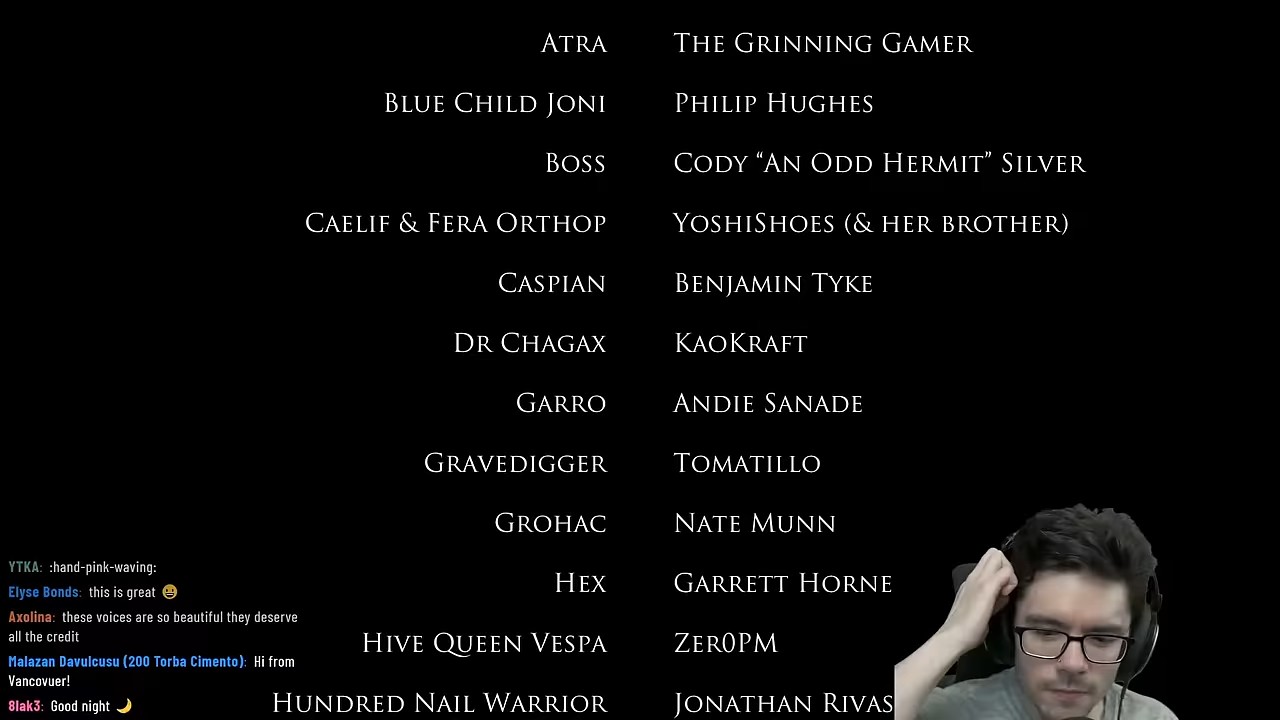 Atra The Grinning Gamer
Blue Child Joni Philip Hughes
Boss Cody “An Odd Hermit” Silver
Caelif & Fera Orthop YoshiShoes (& her brother)
Caspian Benjamin Tyke
Dr Chagax KaoKraft
Garro Andie Sanade
Gravedigger Tomatillo
Grohac Nate Munn
Hex Garrett Horne
Hive Queen Vespa Zer0PM
Hundred Nail Warrior Jonathan Rivas
YTKA: :hand-pink-waving:
Elyse Bonds: this is great 😀
Axolina: these voices are so beautiful they deserve
all the credit
Malazan Davulcusu (200 Torba Cimento): Hi from
Vancovuer!
8lak3: Good night 🌙